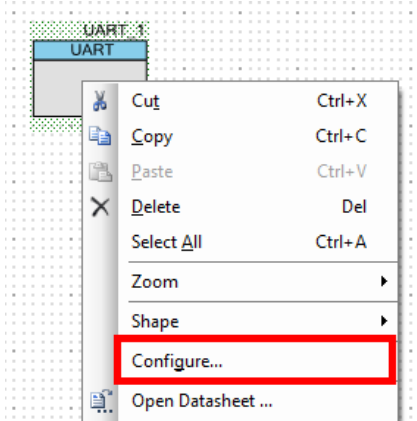 UART_1
UART
Cut Ctrl+X
Copy Ctrl+C
Paste Ctrl+V
Delete Del
Select All Ctrl+A
Zoom
Shape
Configure...
Open Datasheet ...